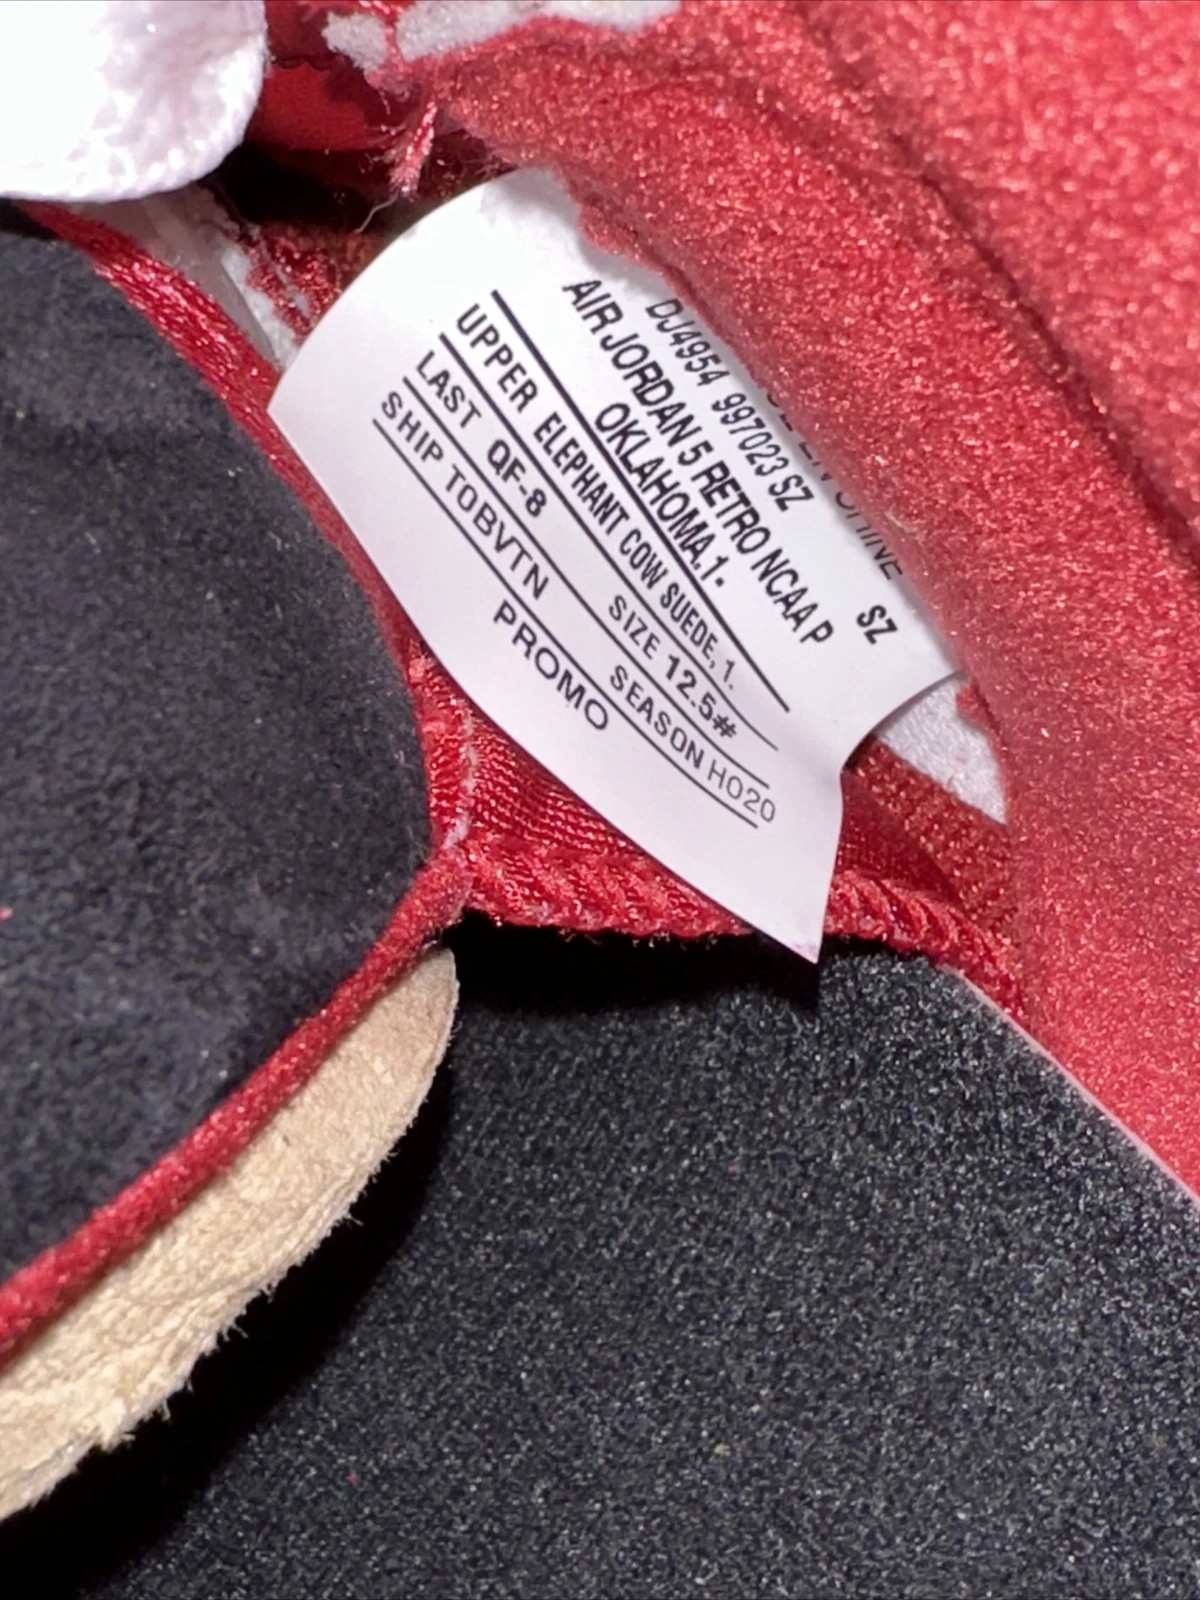 SZ
DJ4954 997023 SZ
AIR JORDAN 5 RETRO NCAA P
OKLAHOMA.1-
UPPER ELEPHANT COW SUEDE, 1.
LAST QF-8 SIZE 12.5#
SHIP TOBVTN SEASON HO20
PROMO